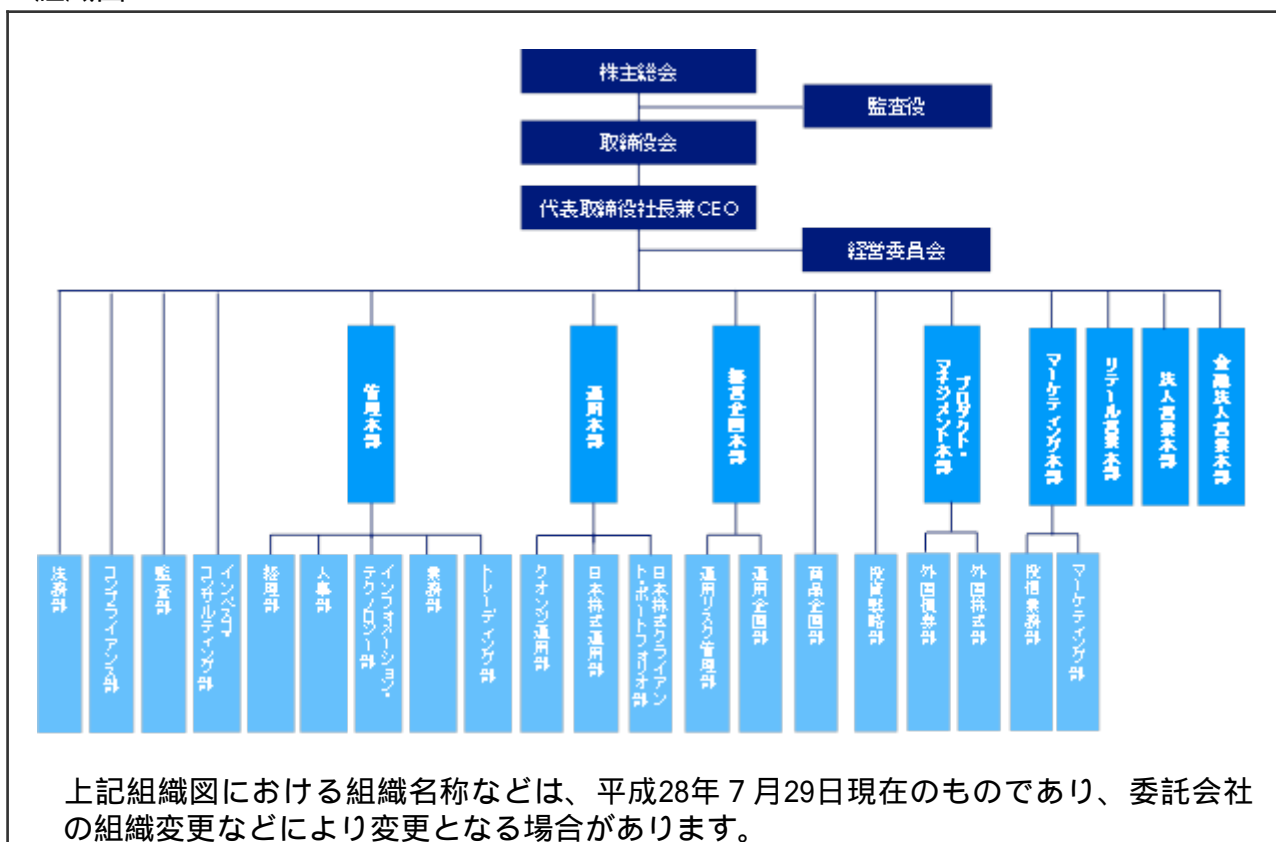 株主総会
監査役
取締役会
代表取締役社長兼CEO
経営委員会
管理本部
運用本部
経営企画本部
プロダクト・
マネジメント本部
マーケティング本部
リテール営業本部
法人営業本部
金融法人営業本部
法務部
コンプライアンス部
監査部
インベストマ
コンサルティング部
経理部
人事部
インフォメーション・
テクノロジー部
業務部
トレーディング部
クオンツ運用部
日本株式運用部
日本株式クライアン
ト・ポートフォリオ部
運用リスク管理部
運用企画部
商品企画部
投資戦略部
外国債券部
外国株式部
投信業務部
マーケティング部
上記組織図における組織名称などは、平成28年7月29日現在のものであり、委託会社
の組織変更などにより変更となる場合があります。